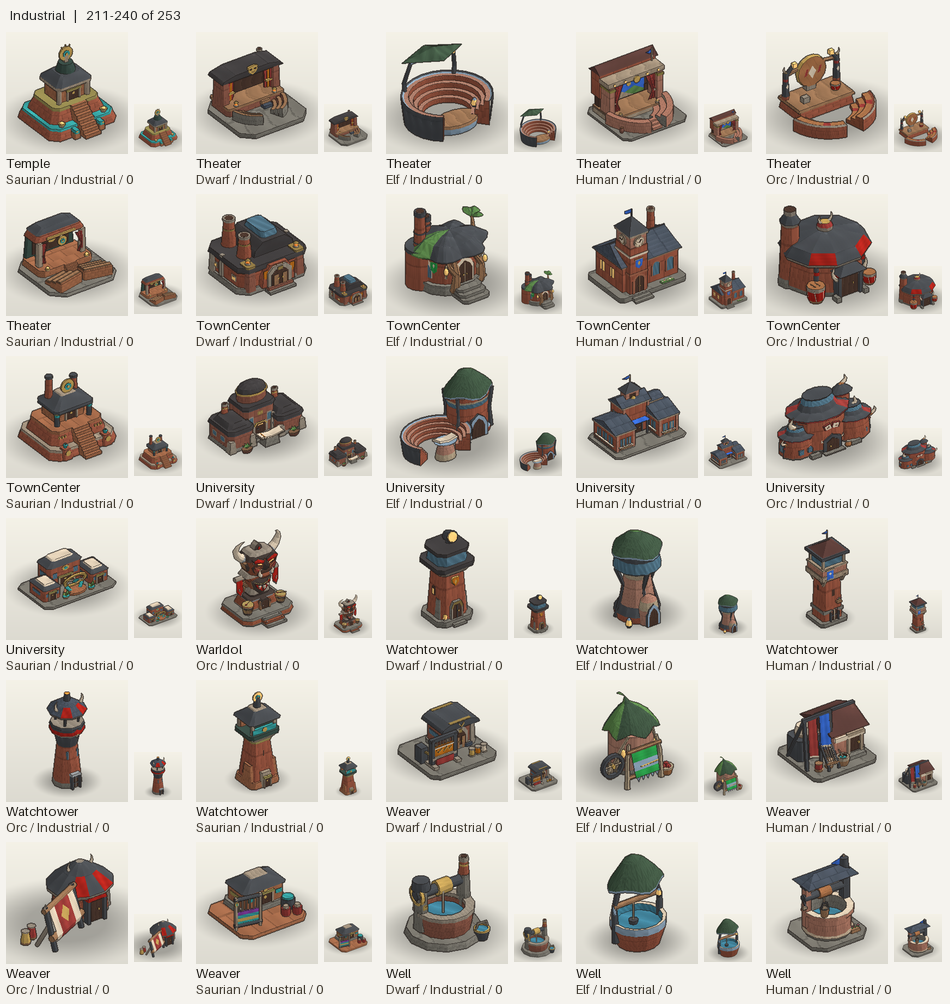 Industrial | 211-240 of 253
Temple
Saurian / Industrial / 0
Theater
Dwarf / Industrial / 0
Theater
Elf / Industrial / 0
Theater
Human / Industrial / 0
Theater
Orc / Industrial / 0
Theater
Saurian / Industrial / 0
TownCenter
Dwarf / Industrial / 0
TownCenter
Elf / Industrial / 0
TownCenter
Human / Industrial / 0
TownCenter
Orc / Industrial / 0
TownCenter
Saurian / Industrial / 0
University
Dwarf / Industrial / 0
University
Elf / Industrial / 0
University
Human / Industrial / 0
University
Orc / Industrial / 0
University
Saurian / Industrial / 0
WarIdol
Orc / Industrial / 0
Watchtower
Dwarf / Industrial / 0
Watchtower
Elf / Industrial / 0
Watchtower
Human / Industrial / 0
Watchtower
Orc / Industrial / 0
Watchtower
Saurian / Industrial / 0
Weaver
Dwarf / Industrial / 0
Weaver
Elf / Industrial / 0
Weaver
Human / Industrial / 0
Weaver
Orc / Industrial / 0
Weaver
Saurian / Industrial / 0
Well
Dwarf / Industrial / 0
Well
Elf / Industrial / 0
Well
Human / Industrial / 0